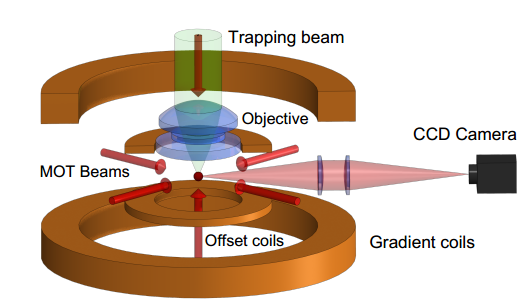 Trapping beam
Objective
CCD Camera
MOT Beams
Offset coils
Gradient coils